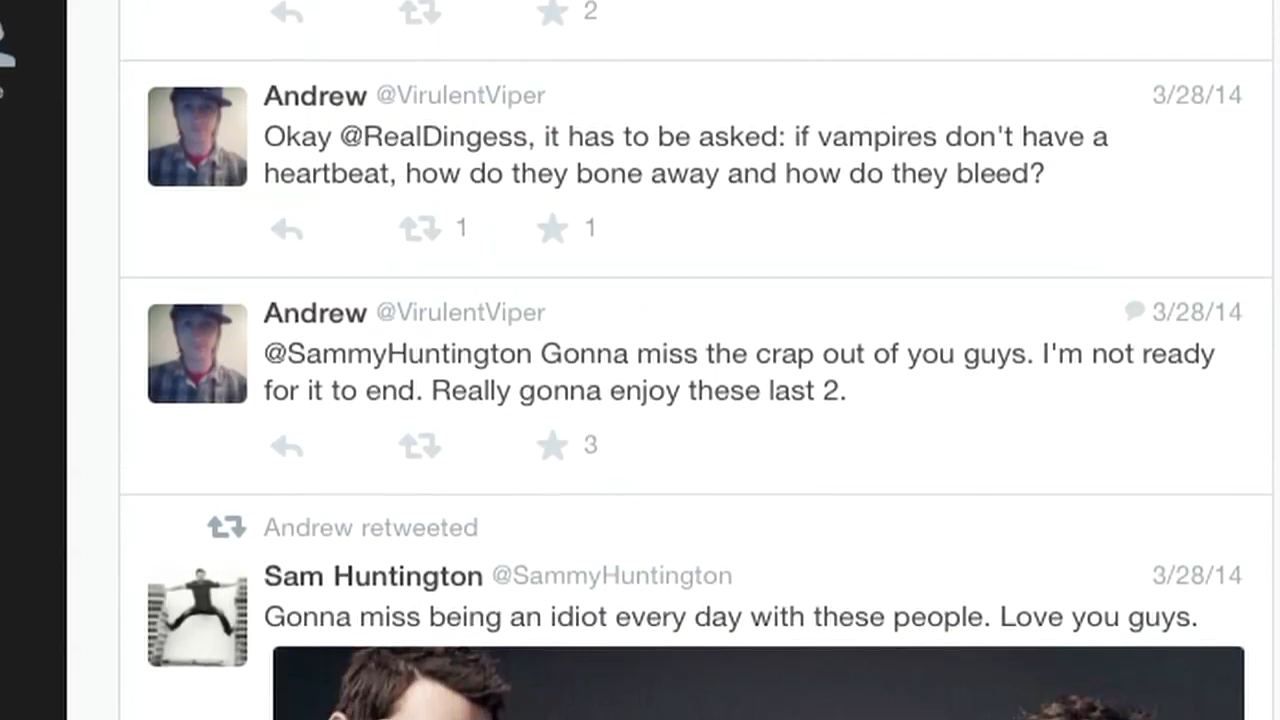 2
Andrew @VirulentViper 3/28/14
Okay @RealDingess, it has to be asked: if vampires don't have a
heartbeat, how do they bone away and how do they bleed?
1 1
Andrew @VirulentViper 3/28/14
@SammyHuntington Gonna miss the crap out of you guys. I'm not ready
for it to end. Really gonna enjoy these last 2.
3
Andrew retweeted
Sam Huntington @SammyHuntington 3/28/14
Gonna miss being an idiot every day with these people. Love you guys.